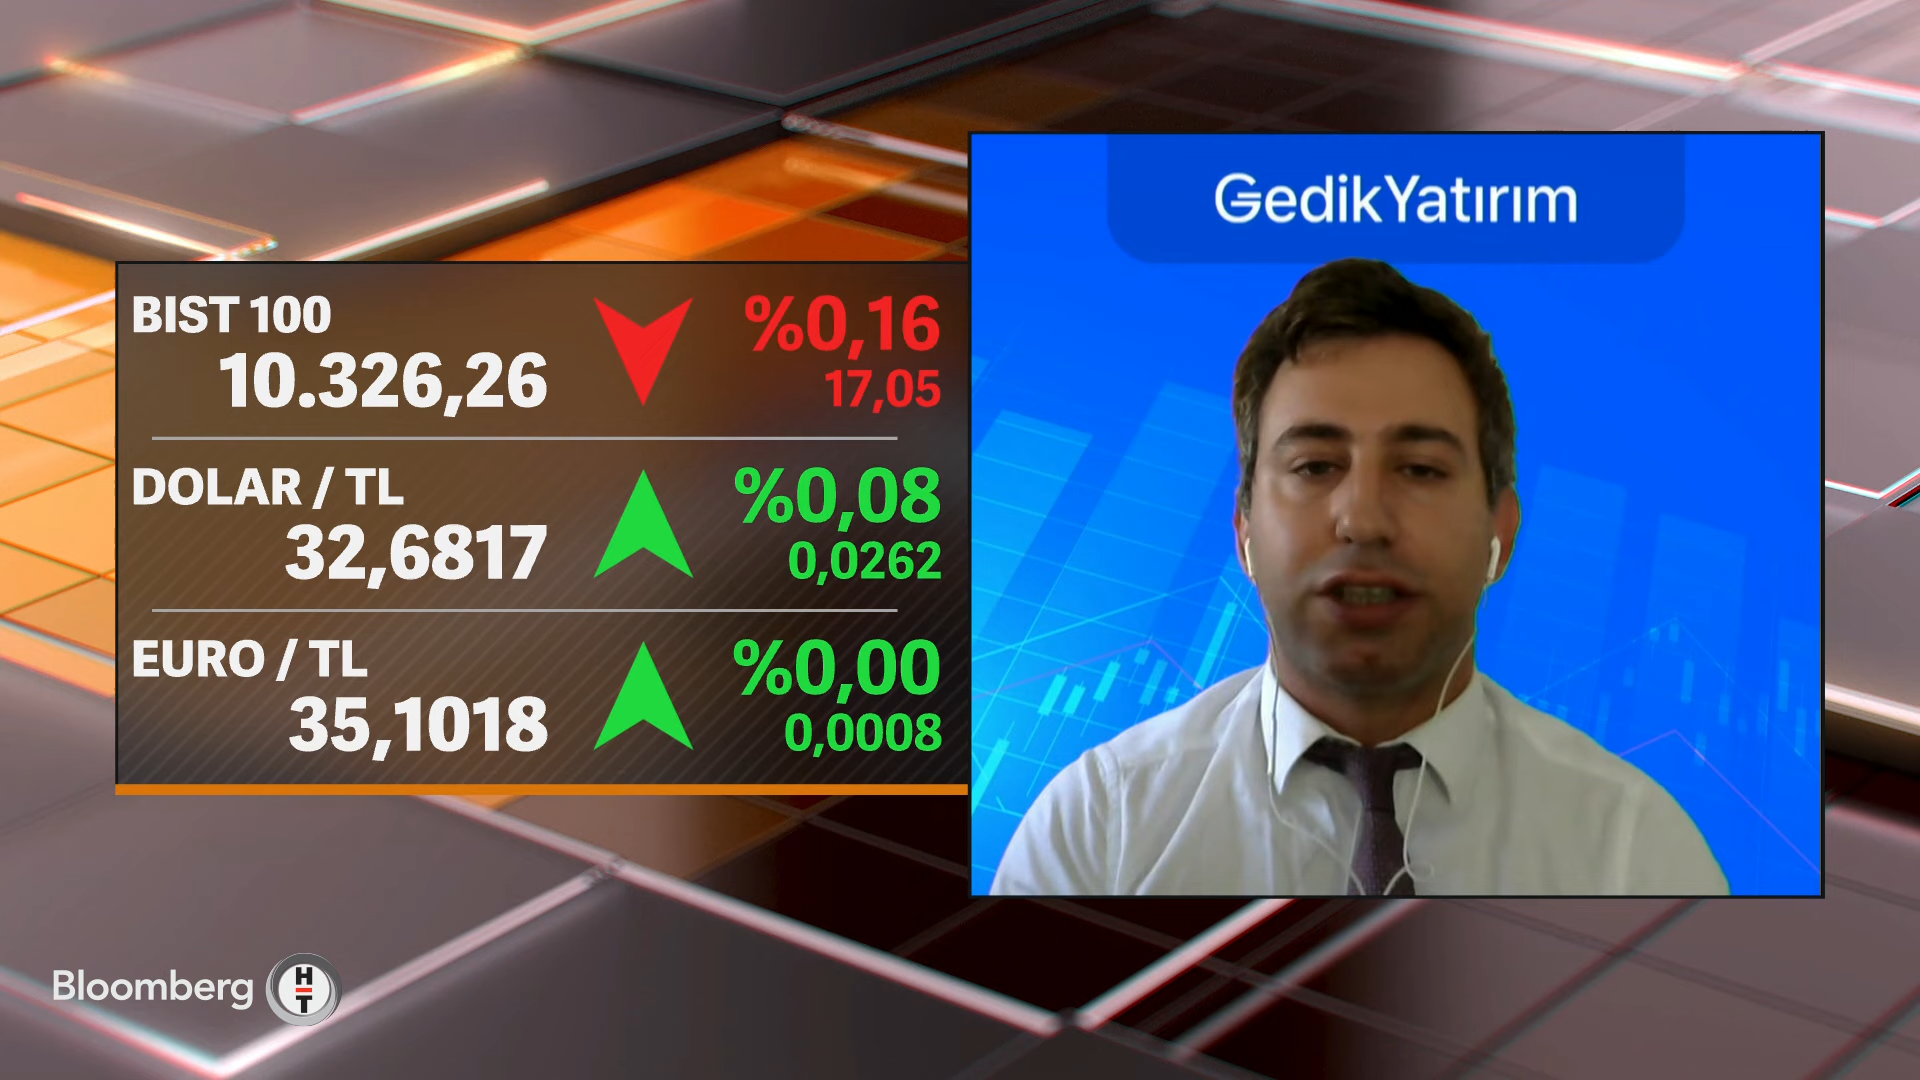 GedikYatırım
BIST 100
%0,16
10.326,26
17,05
DOLAR / TL
%0,08
32,6817
0,0262
EURO / TL
%0,00
35,1018
0,0008
Bloomberg HT